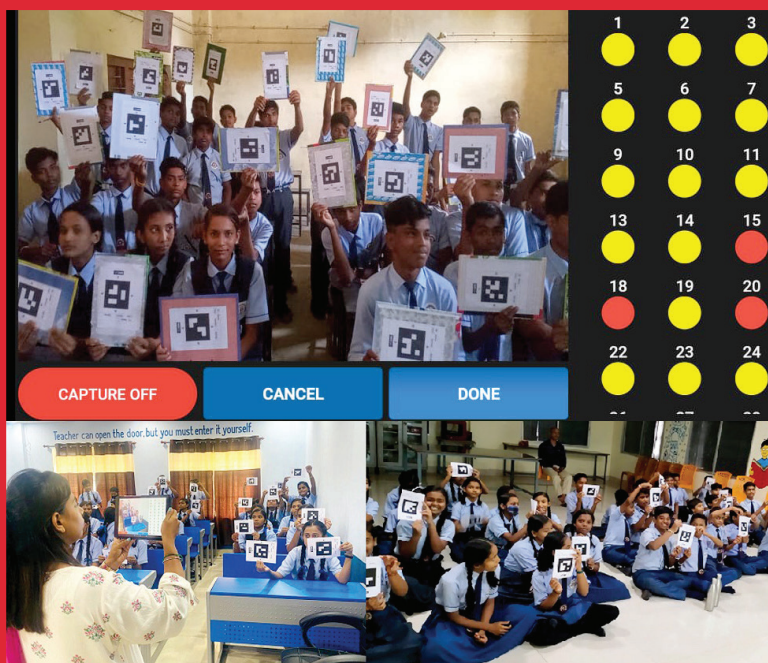 1 2 3
5 6 7
9 10 11
13 14 15
18 19 20
22 23 24
CAPTURE OFF
CANCEL
DONE
Teacher can open the door, but you must enter it yourself.